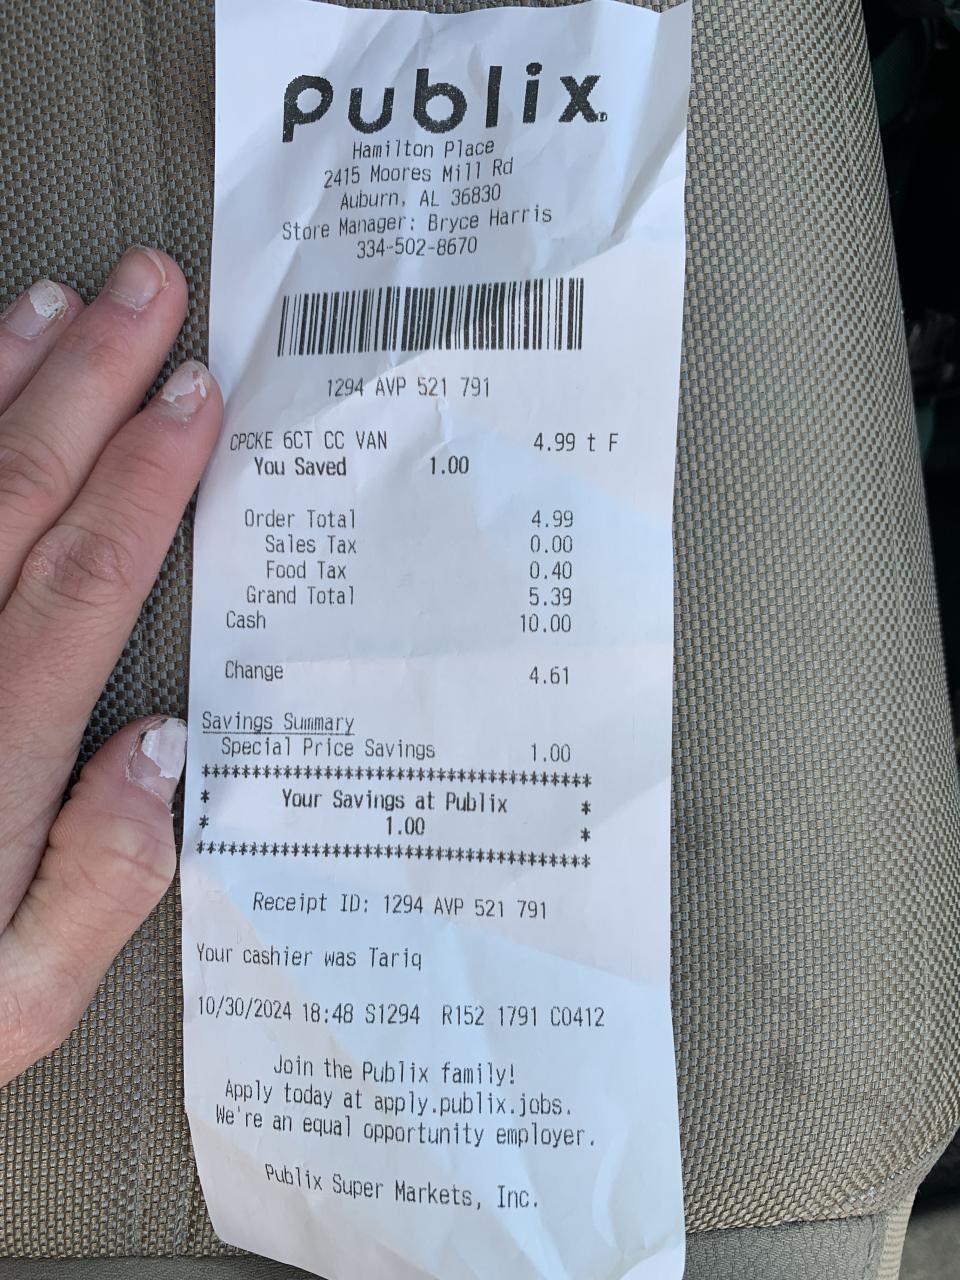 Publix
Hamilton Place
2415 Moores Mill Rd
Auburn, AL 36830
Store Manager: Bryce Harris
334-502-8670
1294 AVP 521 791
CPCKE 6CT CC VAN 4.99 t F
You Saved 1.00
Order Total 4.99
Sales Tax 0.00
Food Tax 0.40
Grand Total 5.39
Cash 10.00
Change 4.61
Savings Summary
Special Price Savings 1.00
**************************************
* Your Savings at Publix *
* 1.00 *
**************************************
Receipt ID: 1294 AVP 521 791
Your cashier was Tariq
10/30/2024 18:48 S1294 R152 1791 C0412
Join the Publix family!
Apply today at apply.publix.jobs.
We're an equal opportunity employer.
Publix Super Markets, Inc.